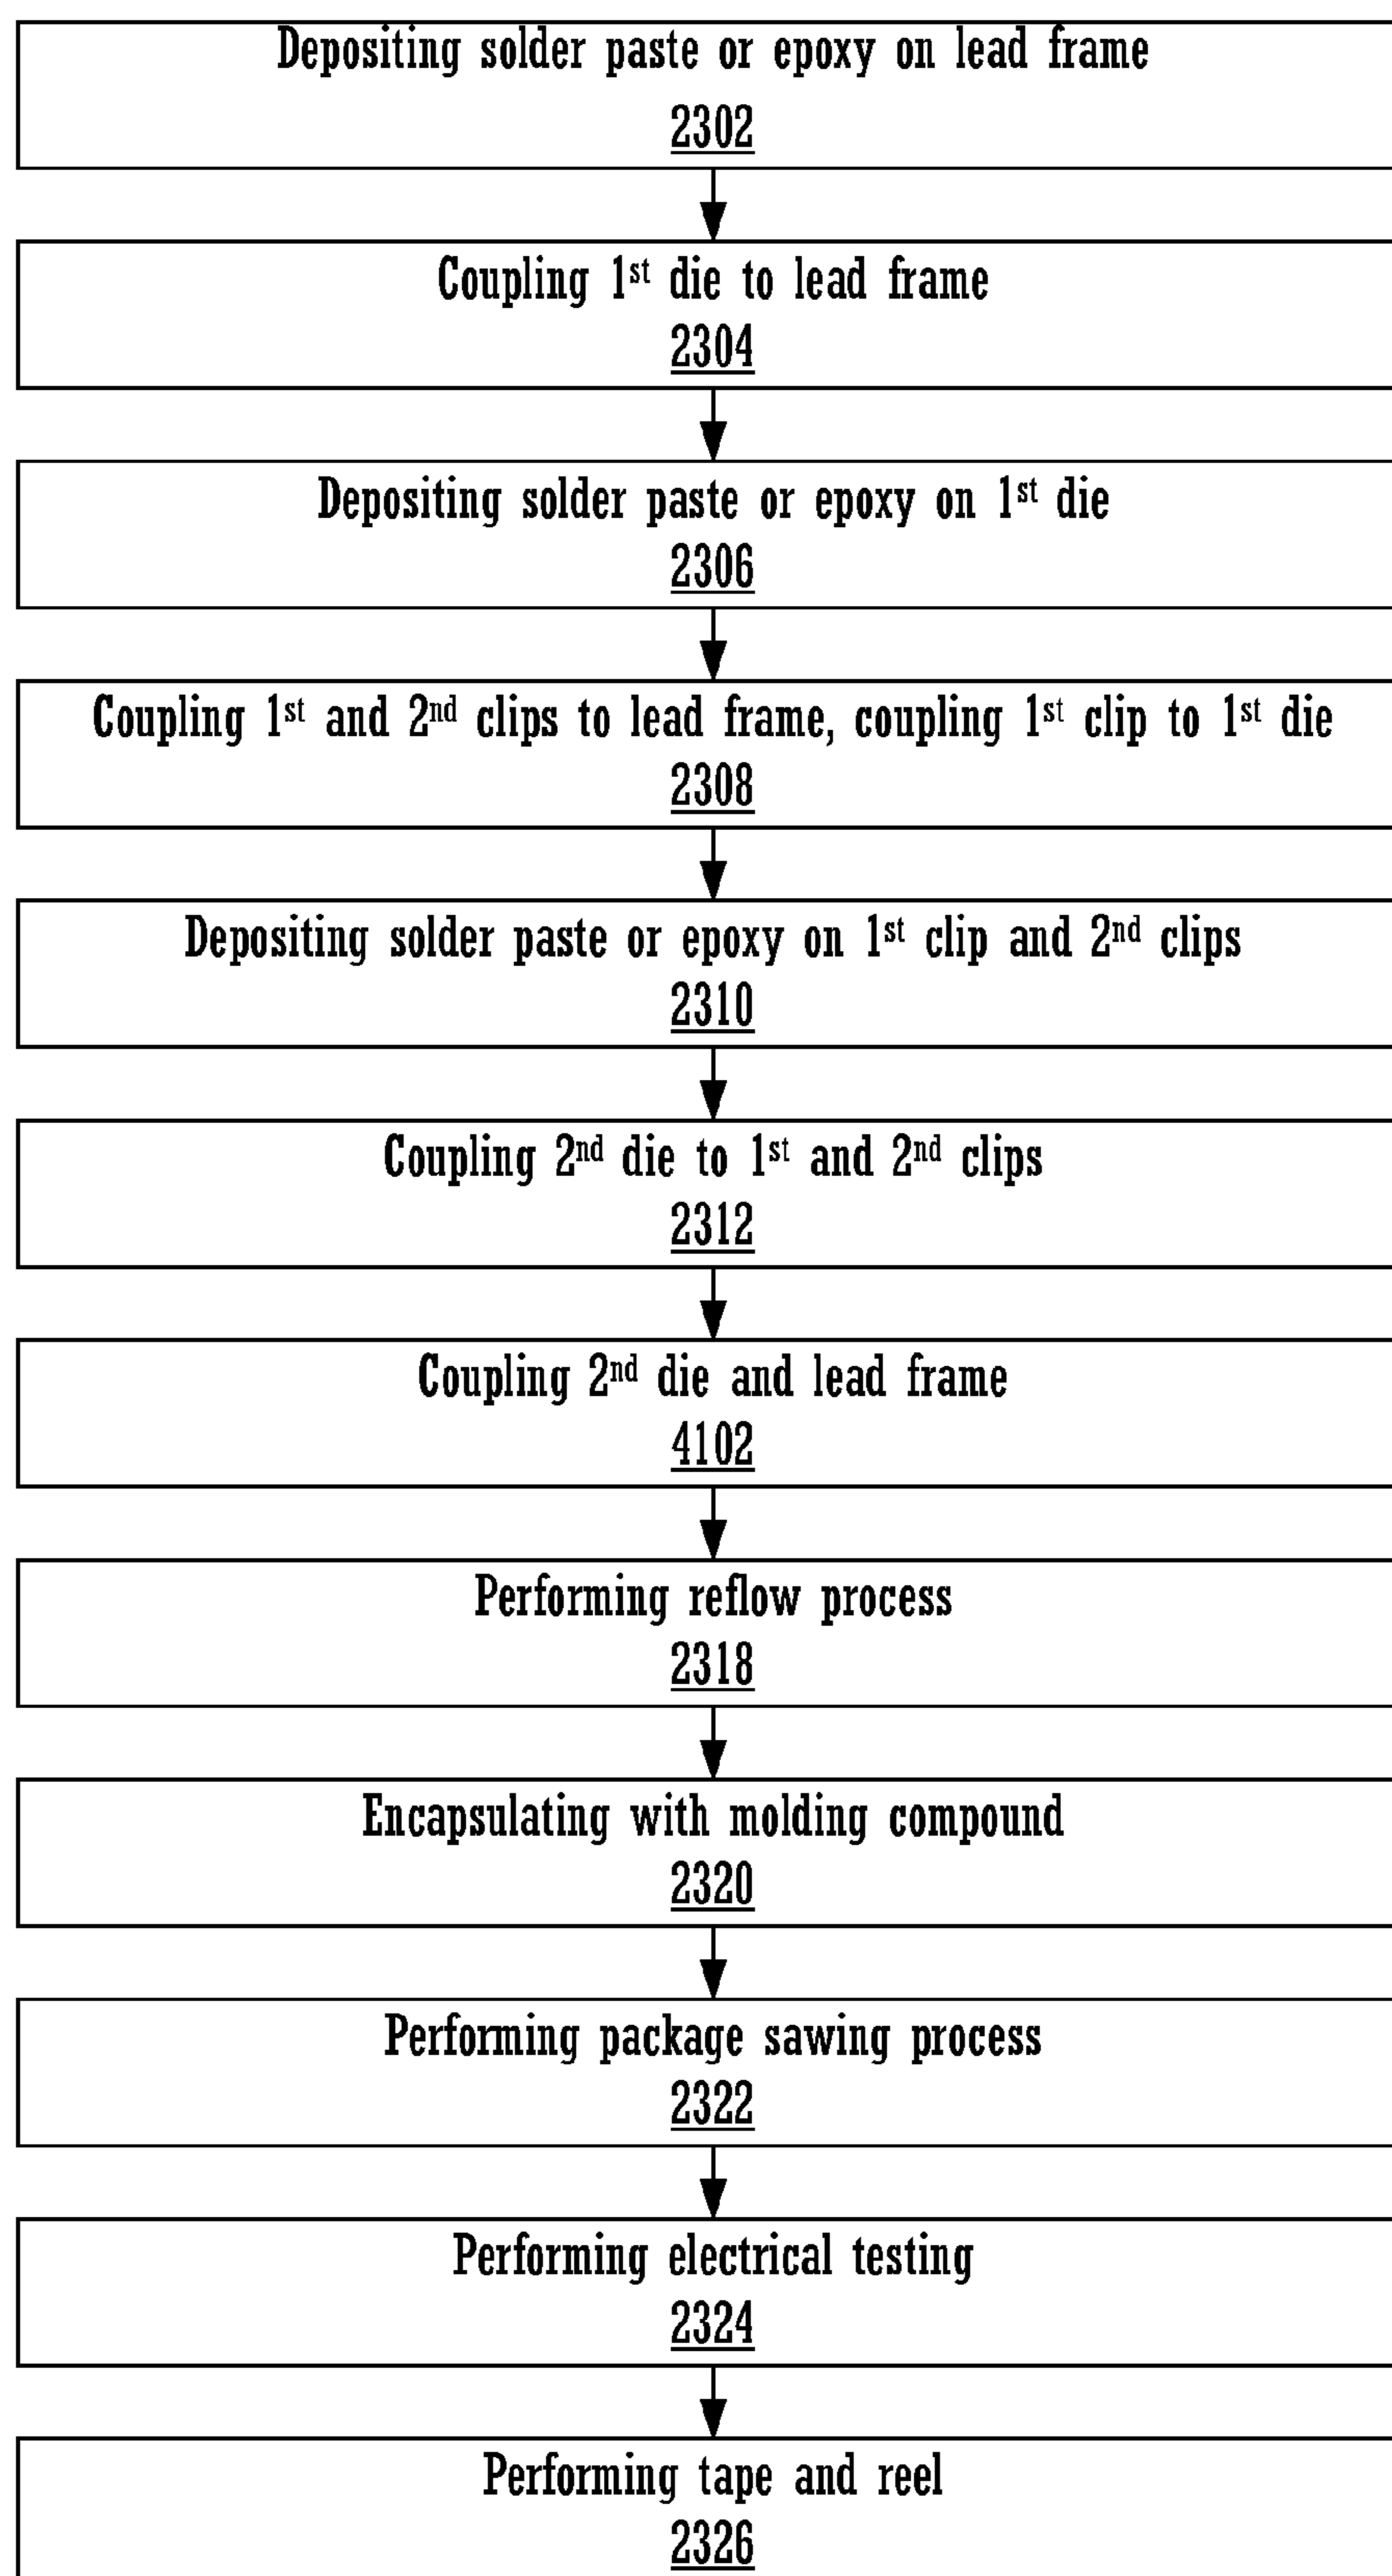 Depositing solder paste or epoxy on lead frame
2302
Coupling 1st die to lead frame
2304
Depositing solder paste or epoxy on 1st die
2306
Coupling 1st and 2nd clips to lead frame, coupling 1st clip to 1st die
2308
Depositing solder paste or epoxy on 1st clip and 2nd clips
2310
Coupling 2nd die to 1st and 2nd clips
2312
Coupling 2nd die and lead frame
4102
Performing reflow process
2318
Encapsulating with molding compound
2320
Performing package sawing process
2322
Performing electrical testing
2324
Performing tape and reel
2326